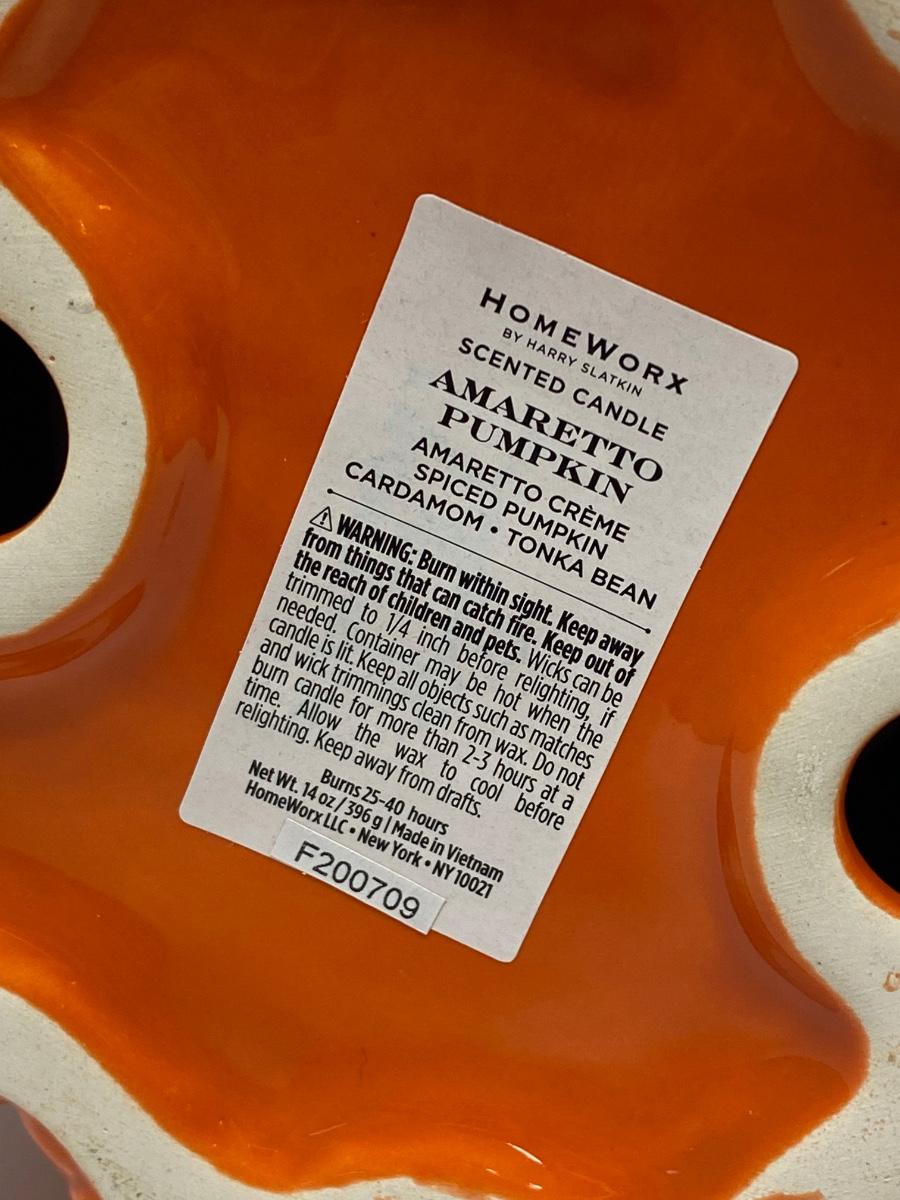 HOMEWORX
BY HARRY SLATKIN
SCENTED CANDLE
AMARETTO
PUMPKIN
AMARETTO CRÈME
SPICED PUMPKIN
CARDAMOM • TONKA BEAN
⚠ WARNING: Burn within sight. Keep away
from things that can catch fire. Keep out of
the reach of children and pets. Wicks can be
trimmed to 1/4 inch before relighting, if
needed. Container may be hot when the
candle is lit. Keep all objects such as matches
and wick trimmings clean from wax. Do not
burn candle for more than 2-3 hours at a
time. Allow the wax to cool before
relighting. Keep away from drafts.
Burns 25-40 hours
Net Wt. 14 oz / 396 g | Made in Vietnam
HomeWorx LLC • New York • NY 10021
F200709